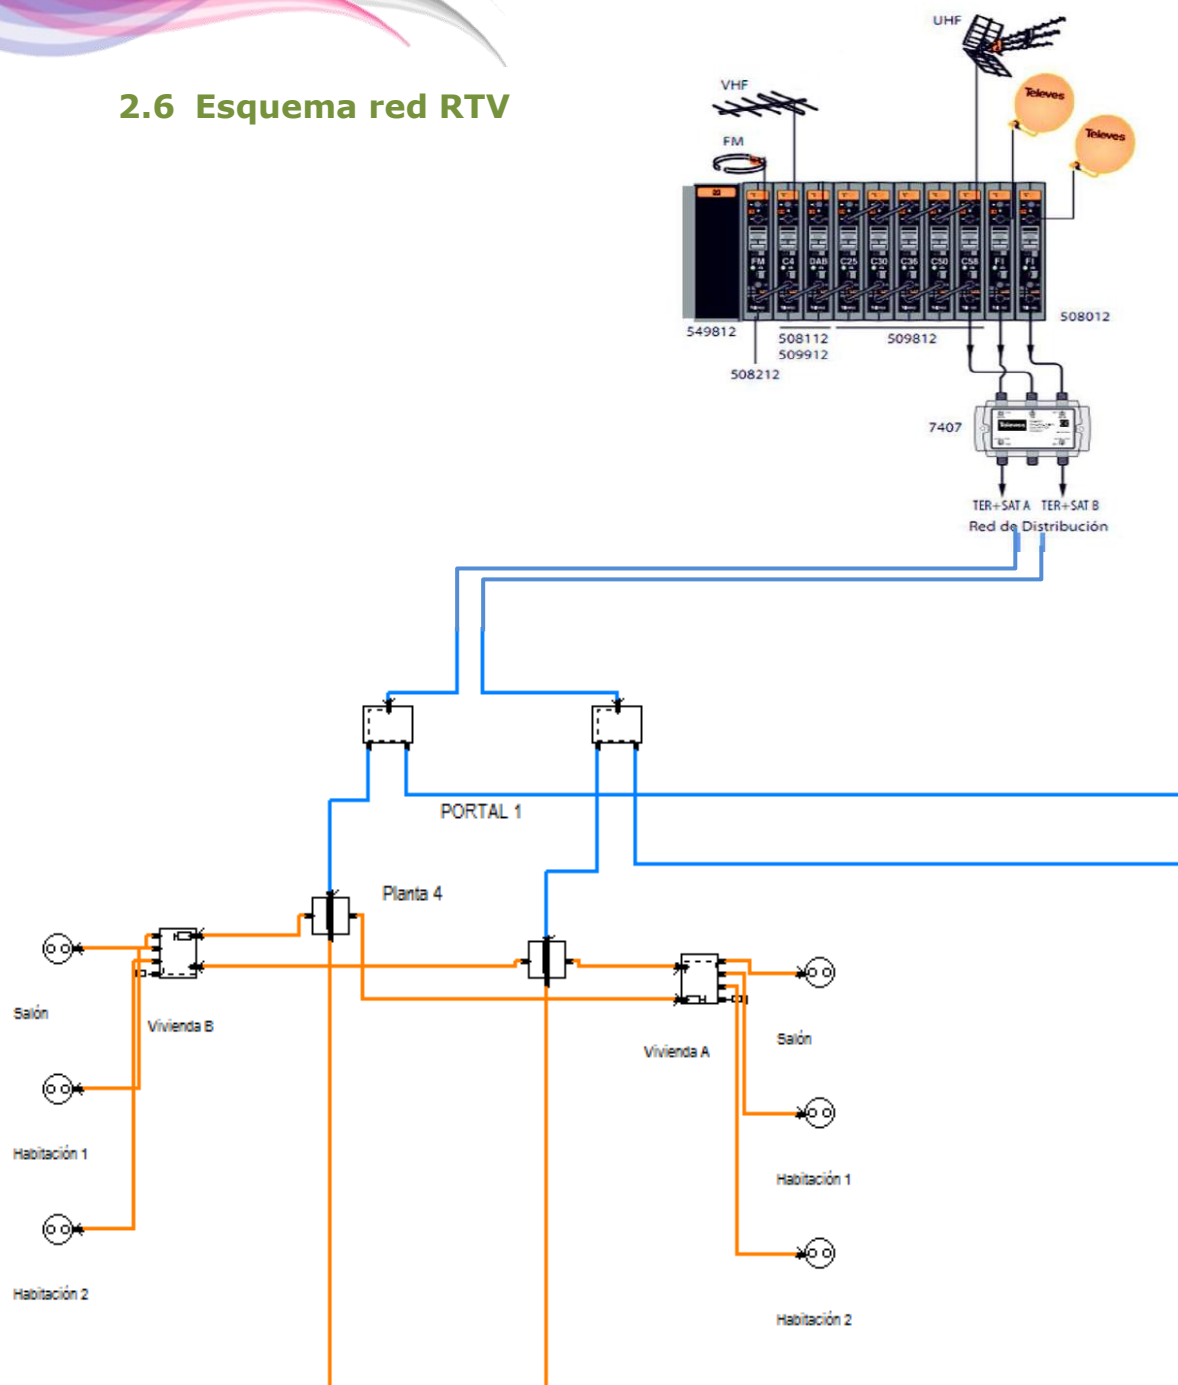 2.6 Esquema red RTV
UHF
VHF
FM
Televes
Televes
FM C4 DAB C25 C30 C36 C50 C58 FI FI
549812
508112
509912
509812
508012
508212
7407
Televes
TER+SAT A TER+SAT B
Red de Distribución
PORTAL 1
Planta 4
Salón
Vivienda B
Vivienda A
Salón
Habitación 1
Habitación 1
Habitación 2
Habitación 2